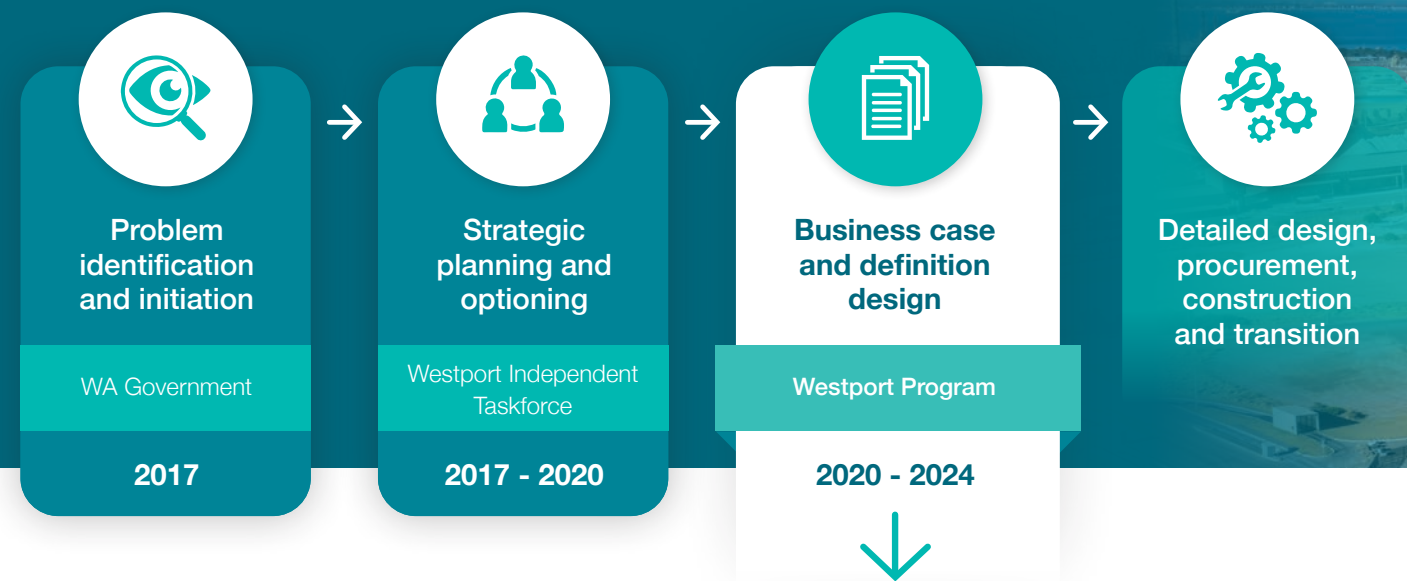 Problem
identification
and initiation
WA Government
2017
Strategic
planning and
optioning
Westport Independent
Taskforce
2017 - 2020
Business case
and definition
design
Westport Program
2020 - 2024
Detailed design,
procurement,
construction
and transition